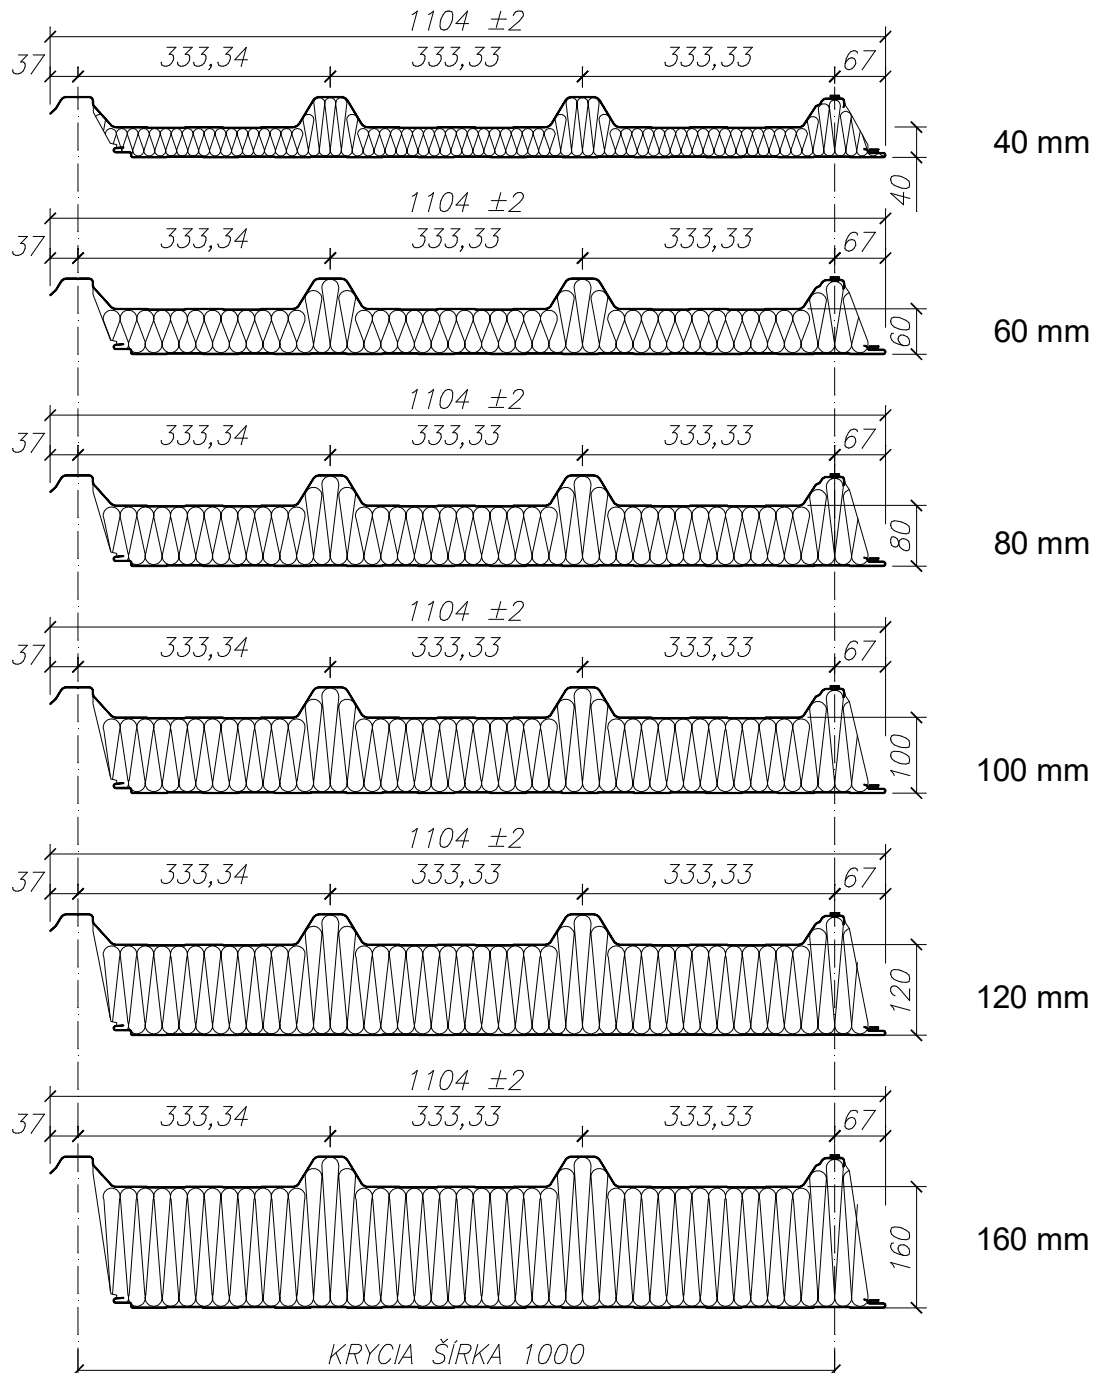 1104 ±2
37 333,34 333,33 333,33 67
40 mm
40
1104 ±2
37 333,34 333,33 333,33 67
60 60 mm
1104 ±2
37 333,34 333,33 333,33 67
80 80 mm
1104 ±2
37 333,34 333,33 333,33 67
100 100 mm
1104 ±2
37 333,34 333,33 333,33 67
120 120 mm
1104 ±2
37 333,34 333,33 333,33 67
160 160 mm
KRYCIA ŠÍRKA 1000